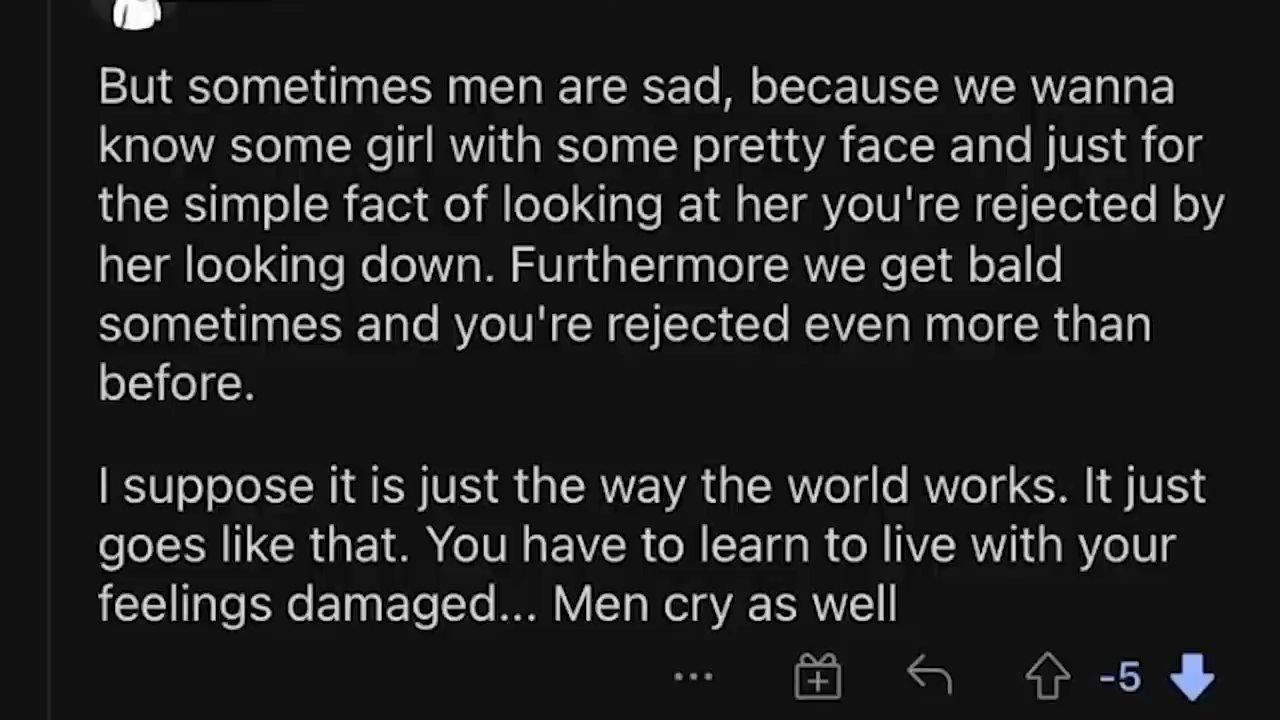 But sometimes men are sad, because we wanna
know some girl with some pretty face and just for
the simple fact of looking at her you're rejected by
her looking down. Furthermore we get bald
sometimes and you're rejected even more than
before.
I suppose it is just the way the world works. It just
goes like that. You have to learn to live with your
feelings damaged... Men cry as well
-5